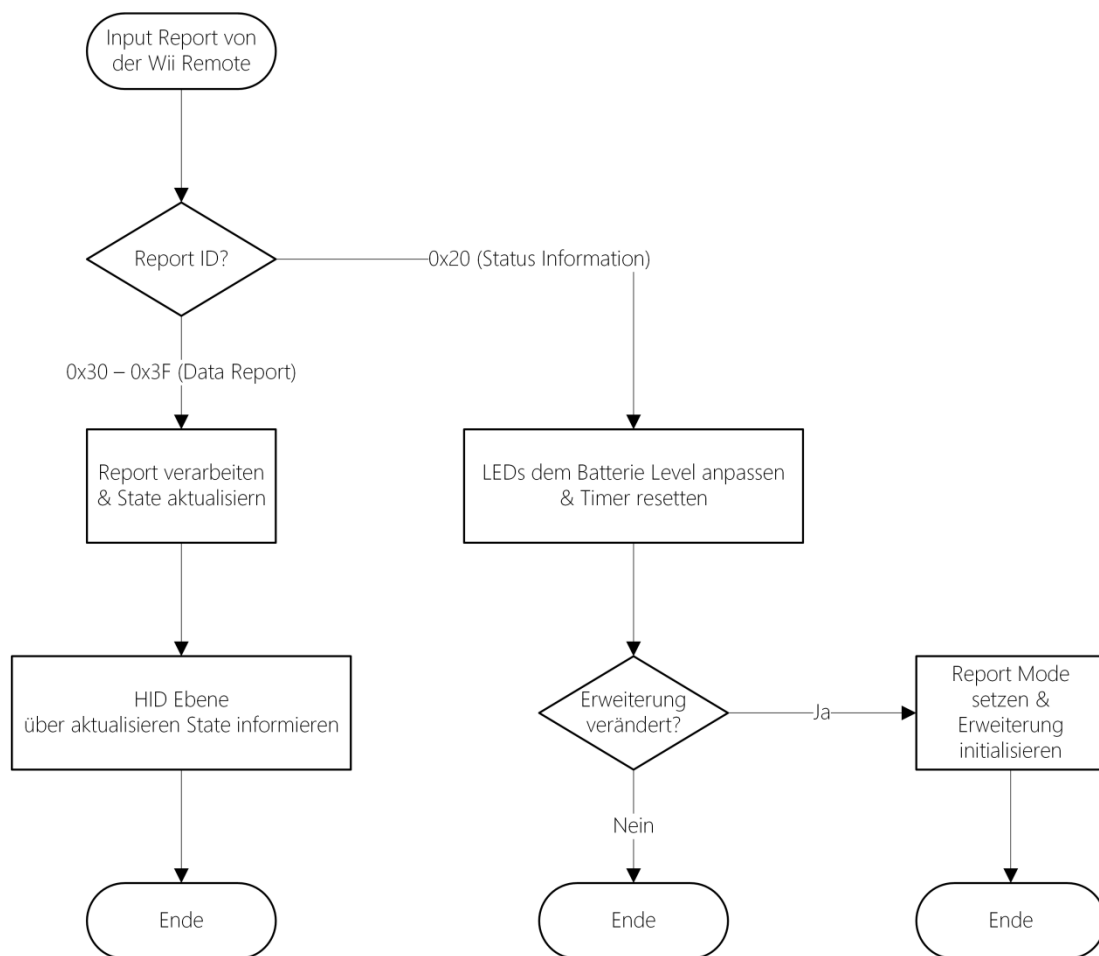 Input Report von
der Wii Remote
Report ID?
0x20 (Status Information)
0x30 – 0x3F (Data Report)
Report verarbeiten
& State aktualisiern
LEDs dem Batterie Level anpassen
& Timer resetten
HID Ebene
über aktualisieren State informieren
Erweiterung
verändert?
Ja
Report Mode
setzen &
Erweiterung
initialisieren
Nein
Ende
Ende
Ende